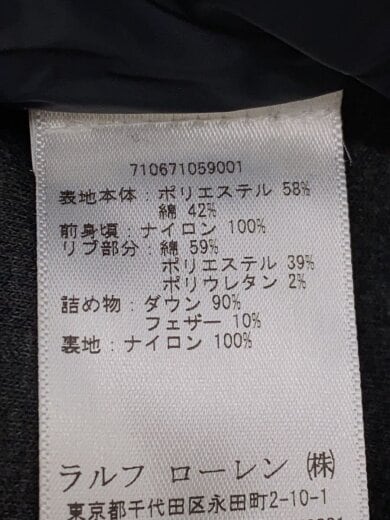 710671059001
表地本体:ポリエステル 58%
綿 42%
前身頃:ナイロン 100%
リブ部分:綿 59%
ポリエステル 39%
ポリウレタン 2%
詰め物:ダウン 90%
フェザー 10%
裏地:ナイロン 100%
ラルフ ローレン ㈱
東京都千代田区永田町2-10-1